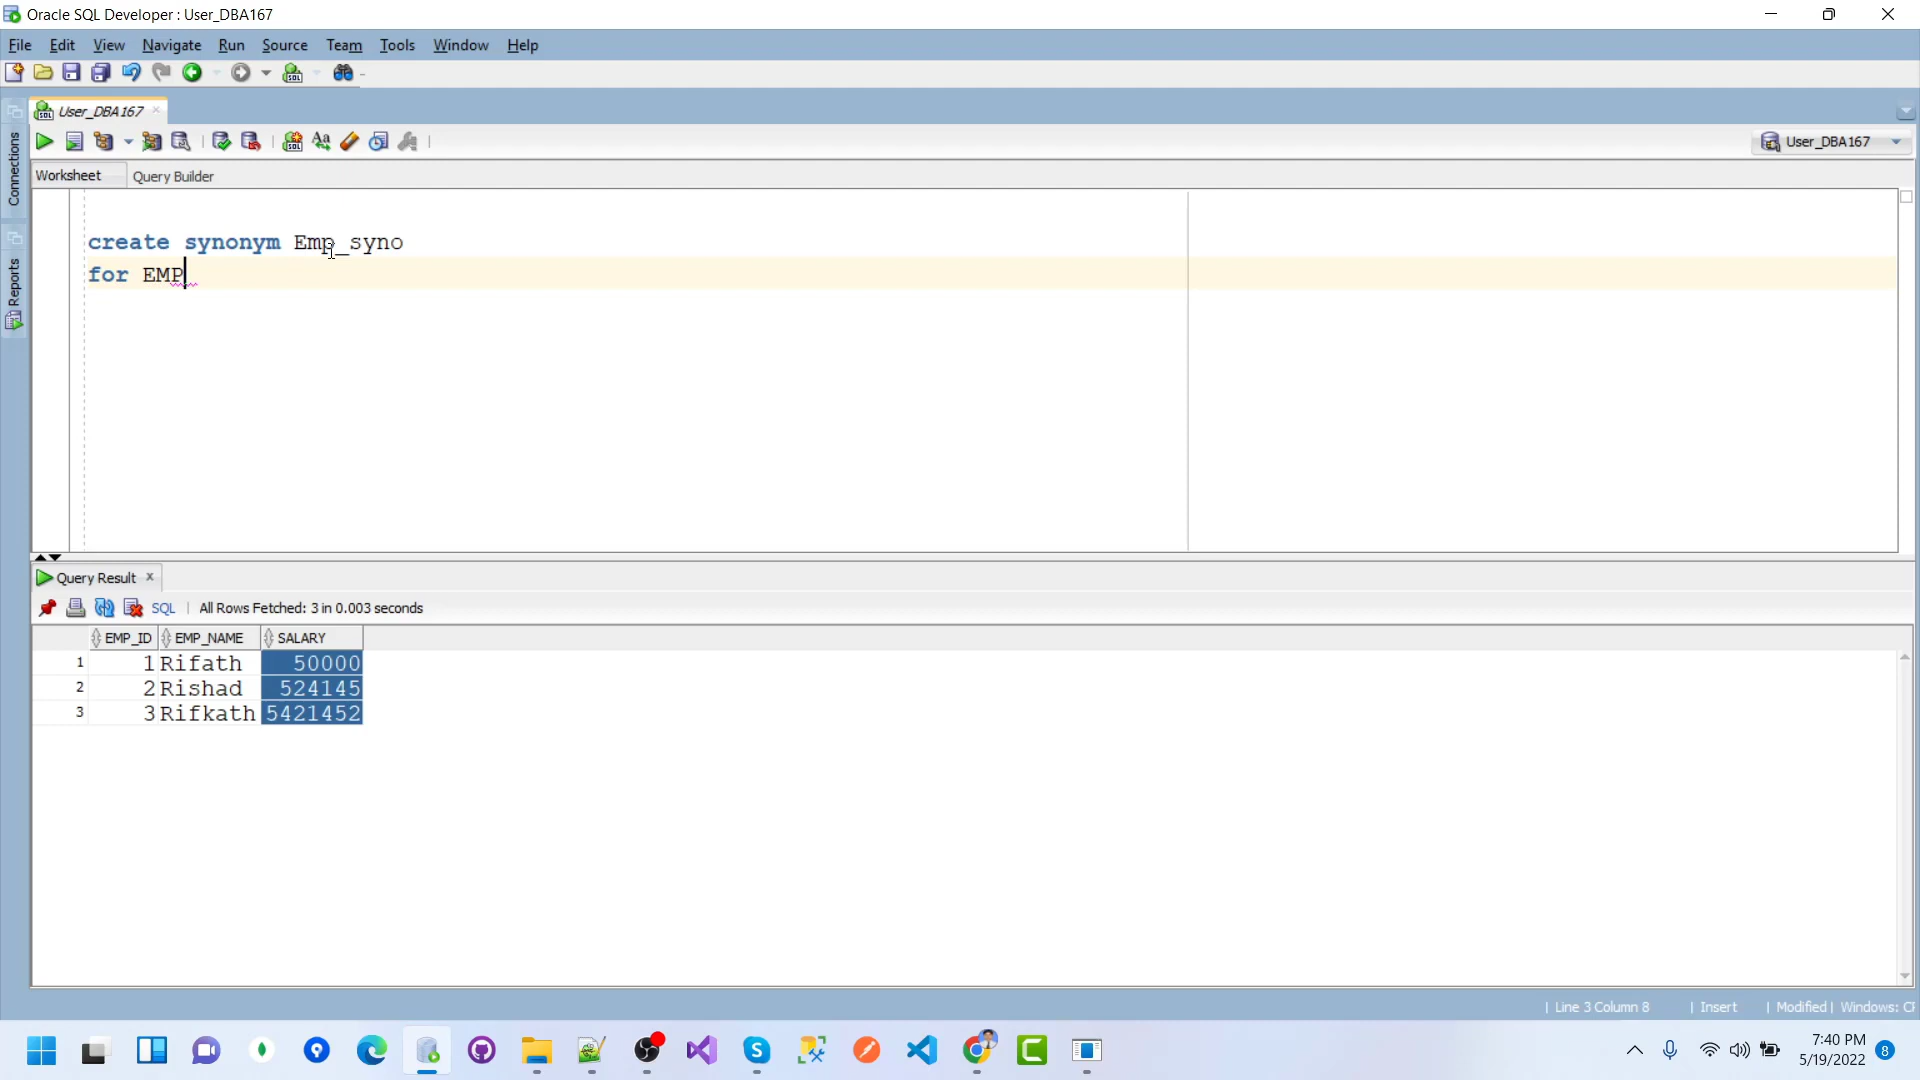 Oracle SQL Developer : User_DBA167
File Edit View Navigate Run Source Team Tools Window Help
User_DBA167
User_DBA167
Worksheet Query Builder
Connections
Reports
create synonym Emp_syno
for EMP
Query Result
SQL | All Rows Fetched: 3 in 0.003 seconds
EMP_ID EMP_NAME SALARY
1 1 Rifath 50000
2 2 Rishad 524145
3 3 Rifkath 5421452
| Line 3 Column 8 | Insert | Modified | Windows: C
7:40 PM
5/19/2022 8